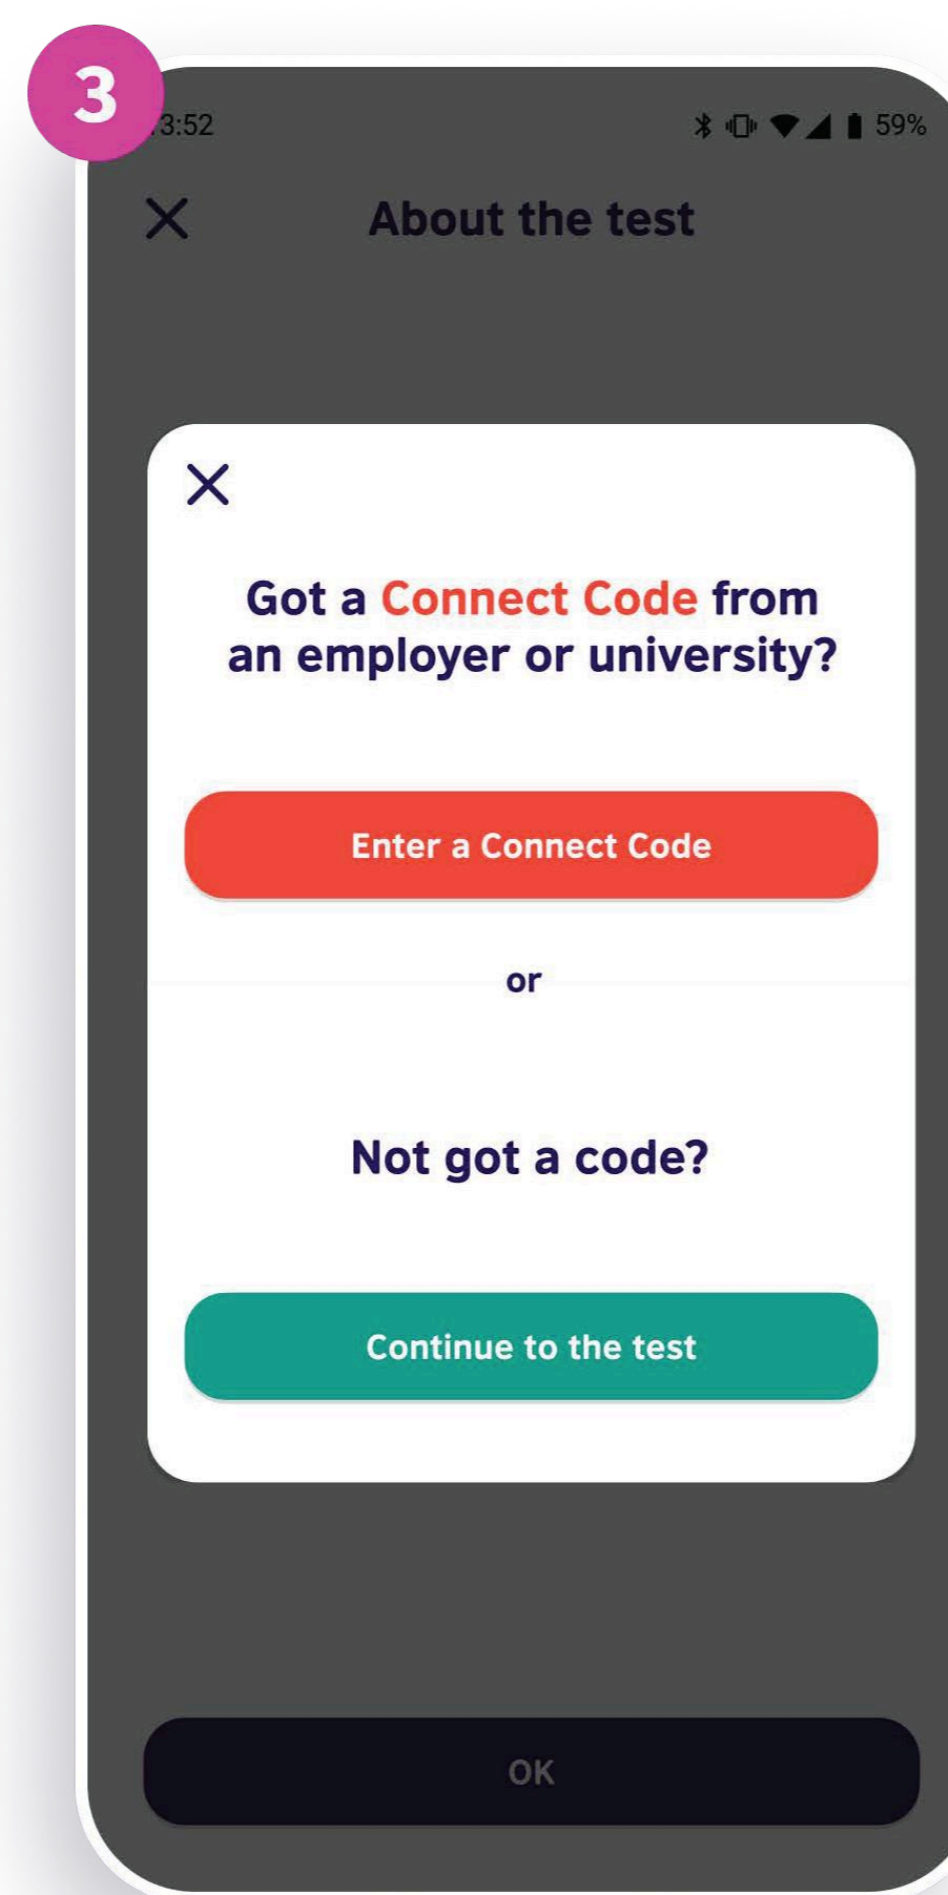 3
3:52
59%
About the test
Got a Connect Code from
an employer or university?
Enter a Connect Code
or
Not got a code?
Continue to the test
OK